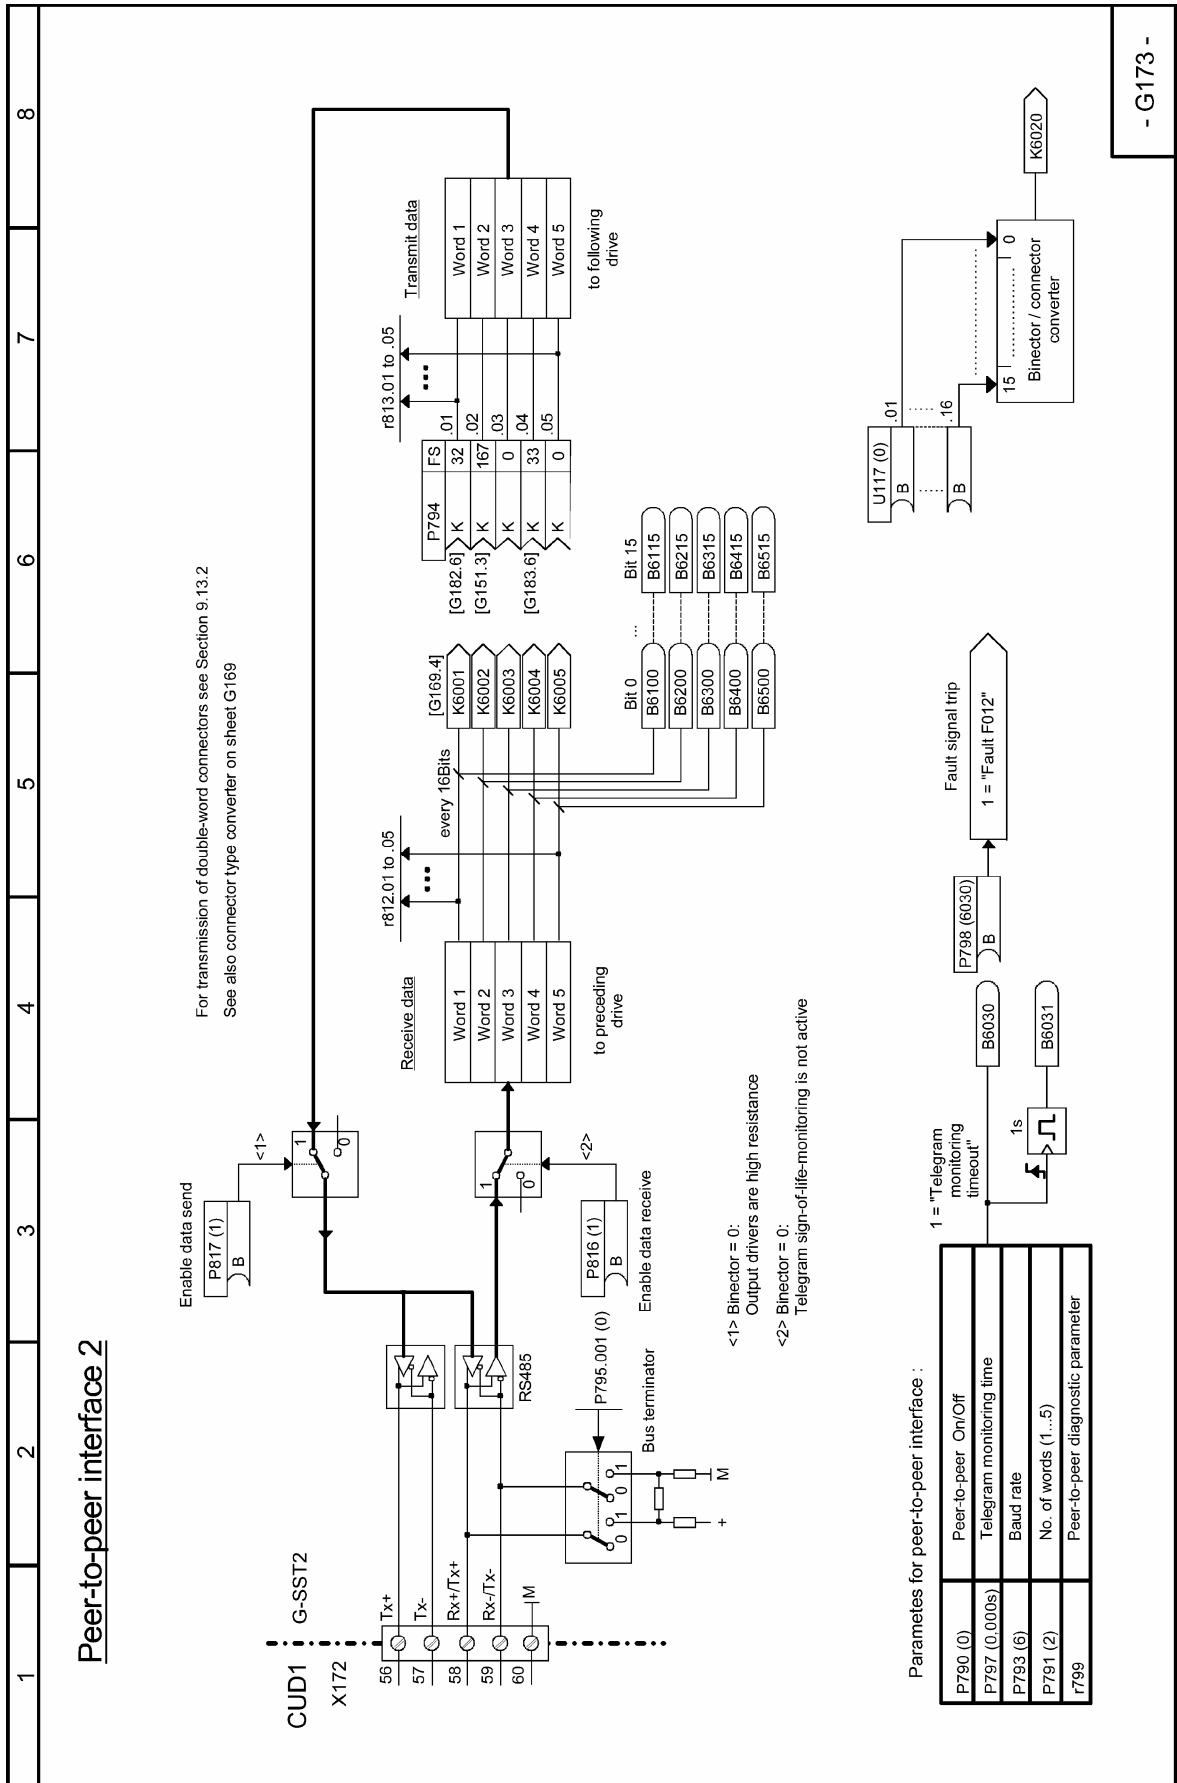 1 2 3 4 5 6 7 8
Peer-to-peer interface 2
For transmission of double-word connectors see Section 9.13.2
See also connector type converter on sheet G169
Enable data send
P817 (1)
B
<1>
1
0
CUD1
G-SST2
X172
56
Tx+
57
Tx-
58
Rx+/Tx+
59
Rx-/Tx-
60
M
RS485
1
0
<2>
P816 (1)
B
Enable data receive
P795.001 (0)
Bus terminator
0
1
0
1
+
M
<1> Binector = 0:
Output drivers are high resistance
<2> Binector = 0:
Telegram sign-of-life-monitoring is not active
Receive data
Word 1
Word 2
Word 3
Word 4
Word 5
to preceding
drive
r812.01 to .05
every 16Bits
[G169.4]
K6001
K6002
K6003
K6004
K6005
Bit 0
...
Bit 15
B6100
B6115
B6200
B6215
B6300
B6315
B6400
B6415
B6500
B6515
P794
FS
[G182.6]
K
32
.01
[G151.3]
K
167
.02
K
0
.03
[G183.6]
K
33
.04
K
0
.05
r813.01 to .05
Transmit data
Word 1
Word 2
Word 3
Word 4
Word 5
to following
drive
U117 (0)
B
.01
B
.16
15
0
Binector / connector
converter
K6020
Parametes for peer-to-peer interface :
P790 (0)
Peer-to-peer On/Off
P797 (0,000s)
Telegram monitoring time
P793 (6)
Baud rate
P791 (2)
No. of words (1...5)
r799
Peer-to-peer diagnostic parameter
1 = "Telegram
monitoring
timeout"
1s
B6030
B6031
P798 (6030)
B
Fault signal trip
1 = "Fault F012"
- G173 -